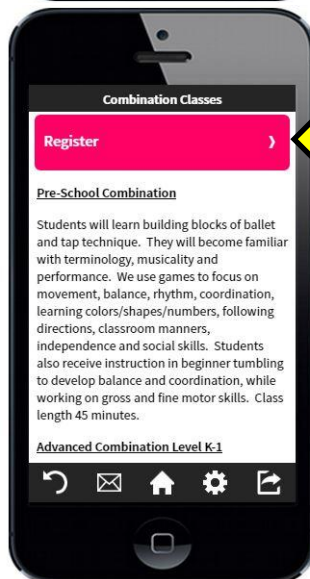 Combination Classes
Register
Pre-School Combination
Students will learn building blocks of ballet
and tap technique.  They will become familiar
with terminology, musicality and
performance.  We use games to focus on
movement, balance, rhythm, coordination,
learning colors/shapes/numbers, following
directions, classroom manners,
independence and social skills.  Students
also receive instruction in beginner tumbling
to develop balance and coordination, while
working on gross and fine motor skills.  Class
length 45 minutes.
Advanced Combination Level K-1